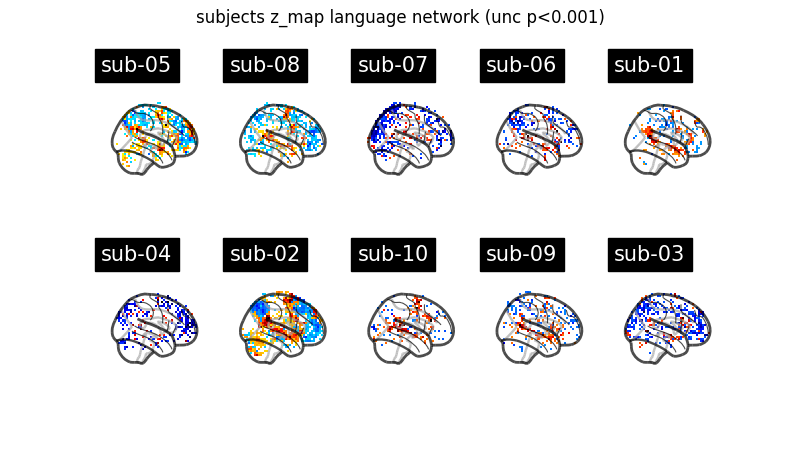 subjects z_map language network (unc p<0.001)
sub-05 sub-08 sub-07 sub-06 sub-01
sub-04 sub-02 sub-10 sub-09 sub-03